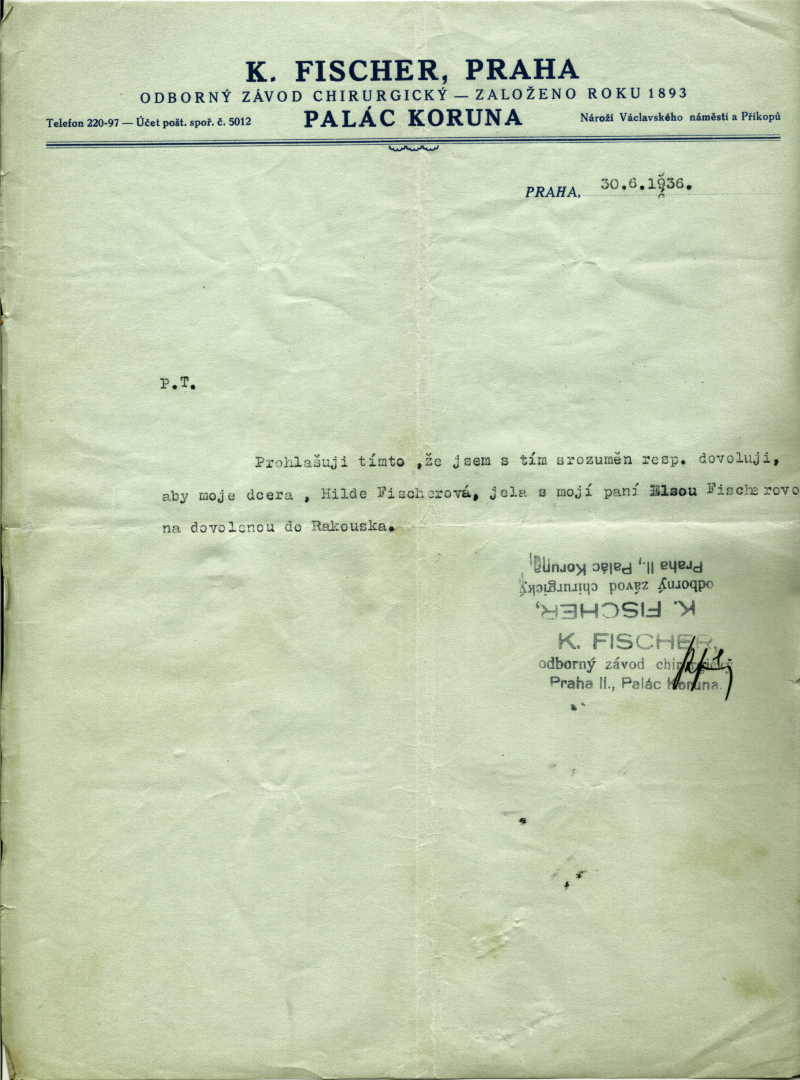 K. FISCHER, PRAHA
ODBORNÝ ZÁVOD CHIRURGICKÝ — ZALOŽENO ROKU 1893
Telefon 220-97 — Účet pošt. spoř. č. 5012 PALÁC KORUNA Nároží Václavského náměstí a Příkopů
PRAHA, 30.6.1936.
P.T.
Prohlašuji tímto ,že jsem s tím srozuměn resp. dovoluji,
aby moje dcera , Hilde Fischerová, jela s mojí paní Elsou Fischerovo
na dovolenou do Rakouska.
K. FISCHER,
odborný závod chirurgický
Praha II., Palác Koruna.
K. FISCHER,
odborný závod chirurgický
Praha II., Palác Koruna.